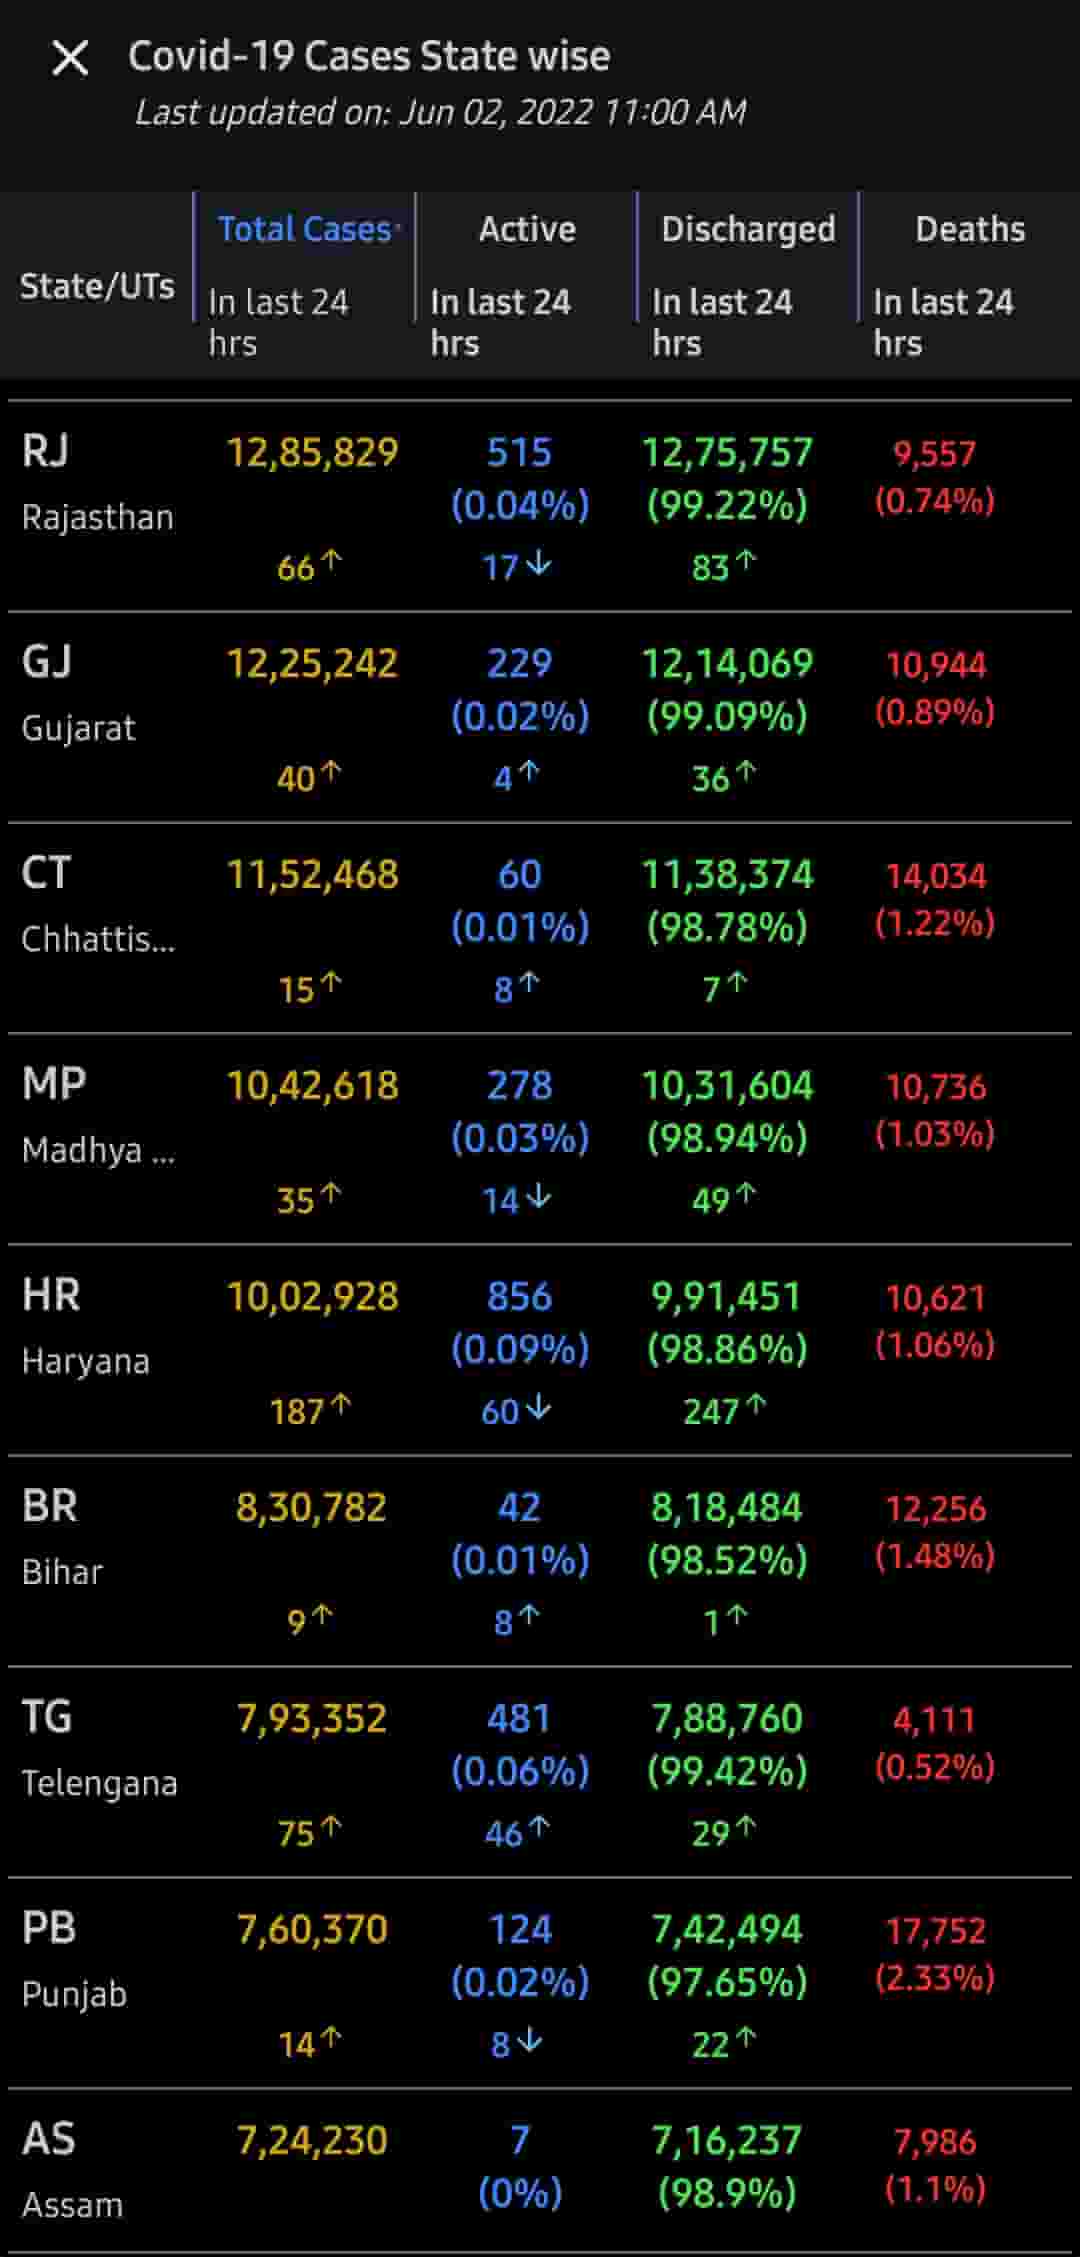 Covid-19 Cases State wise
Last updated on: Jun 02, 2022 11:00 AM
State/UTs
Total Cases
In last 24
hrs
Active
In last 24
hrs
Discharged
In last 24
hrs
Deaths
In last 24
hrs
RJ 12,85,829 515 12,75,757 9,557
Rajasthan (0.04%) (99.22%) (0.74%)
66↑ 17↓ 83↑
GJ 12,25,242 229 12,14,069 10,944
Gujarat (0.02%) (99.09%) (0.89%)
40↑ 4↑ 36↑
CT 11,52,468 60 11,38,374 14,034
Chhattis... (0.01%) (98.78%) (1.22%)
15↑ 8↑ 7↑
MP 10,42,618 278 10,31,604 10,736
Madhya ... (0.03%) (98.94%) (1.03%)
35↑ 14↓ 49↑
HR 10,02,928 856 9,91,451 10,621
Haryana (0.09%) (98.86%) (1.06%)
187↑ 60↓ 247↑
BR 8,30,782 42 8,18,484 12,256
Bihar (0.01%) (98.52%) (1.48%)
9↑ 8↑ 1↑
TG 7,93,352 481 7,88,760 4,111
Telengana (0.06%) (99.42%) (0.52%)
75↑ 46↑ 29↑
PB 7,60,370 124 7,42,494 17,752
Punjab (0.02%) (97.65%) (2.33%)
14↑ 8↓ 22↑
AS 7,24,230 7 7,16,237 7,986
Assam (0%) (98.9%) (1.1%)